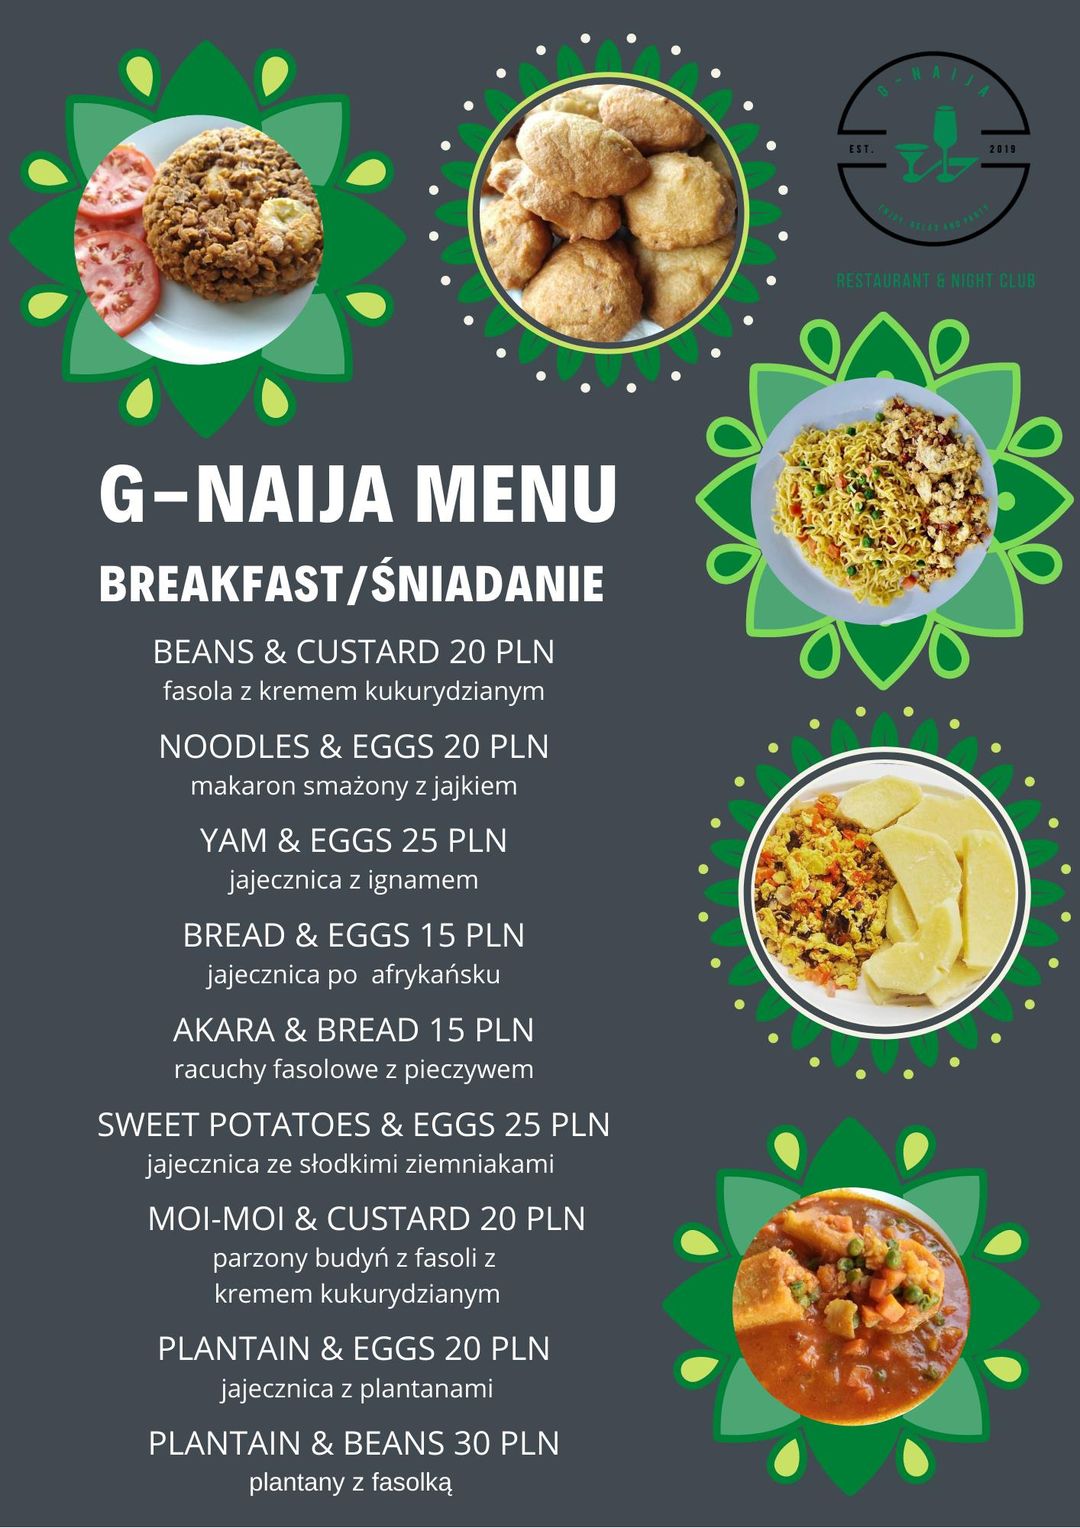 G-NAIJA
EST. 2019
ENJOY, RELAX AND PARTY
RESTAURANT & NIGHT CLUB
G-NAIJA MENU
BREAKFAST/ŚNIADANIE
BEANS & CUSTARD 20 PLN
fasola z kremem kukurydzianym
NOODLES & EGGS 20 PLN
makaron smażony z jajkiem
YAM & EGGS 25 PLN
jajecznica z ignamem
BREAD & EGGS 15 PLN
jajecznica po  afrykańsku
AKARA & BREAD 15 PLN
racuchy fasolowe z pieczywem
SWEET POTATOES & EGGS 25 PLN
jajecznica ze słodkimi ziemniakami
MOI-MOI & CUSTARD 20 PLN
parzony budyń z fasoli z
kremem kukurydzianym
PLANTAIN & EGGS 20 PLN
jajecznica z plantanami
PLANTAIN & BEANS 30 PLN
plantany z fasolką